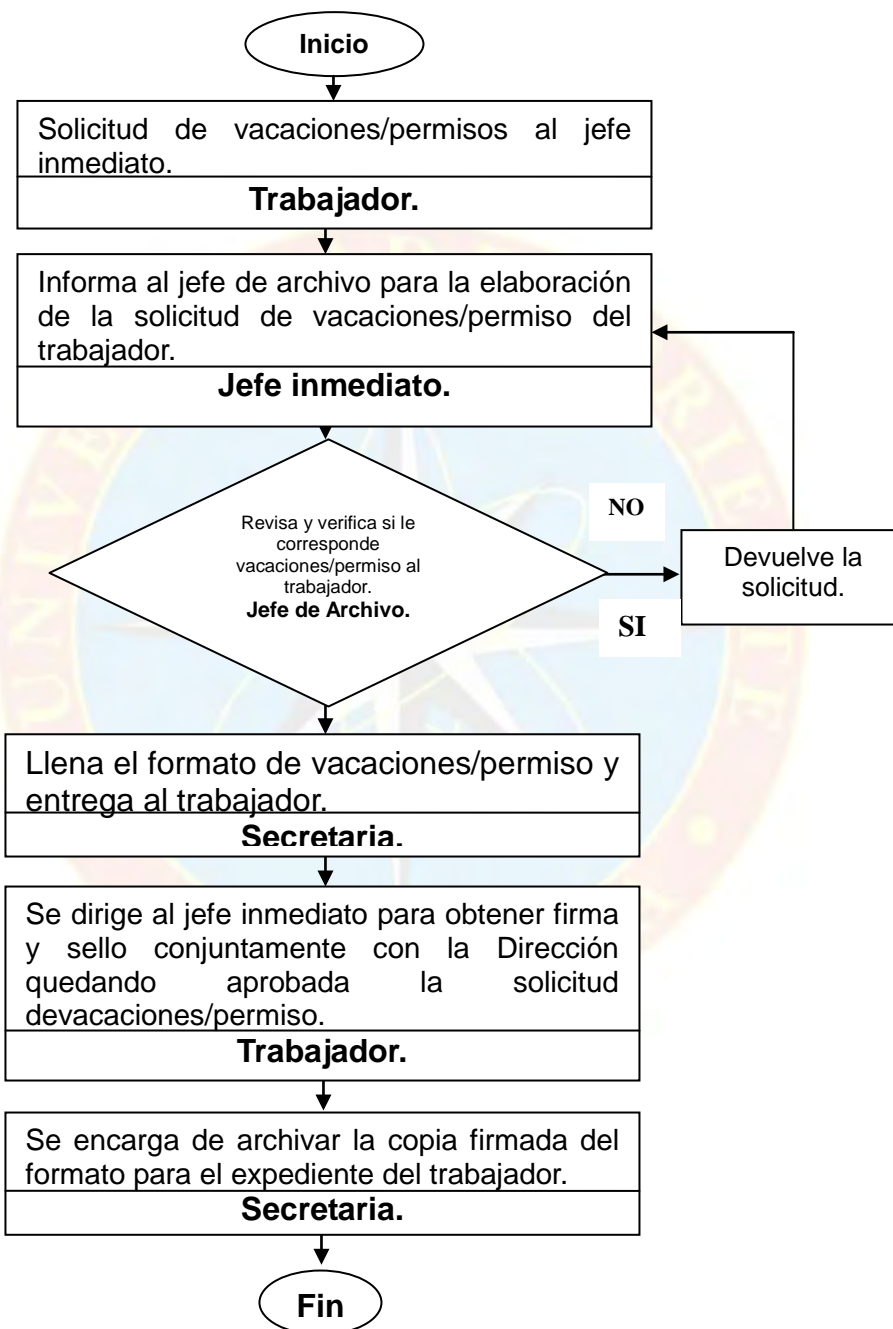 Inicio
Solicitud de vacaciones/permisos al jefe
inmediato.
Trabajador.
Informa al jefe de archivo para la elaboración
de la solicitud de vacaciones/permiso del
trabajador.
Jefe inmediato.
Revisa y verifica si le
corresponde
vacaciones/permiso al
trabajador.
Jefe de Archivo.
NO
Devuelve la
solicitud.
SI
Llena el formato de vacaciones/permiso y
entrega al trabajador.
Secretaria.
Se dirige al jefe inmediato para obtener firma
y sello conjuntamente con la Dirección
quedando aprobada la solicitud
devacaciones/permiso.
Trabajador.
Se encarga de archivar la copia firmada del
formato para el expediente del trabajador.
Secretaria.
Fin